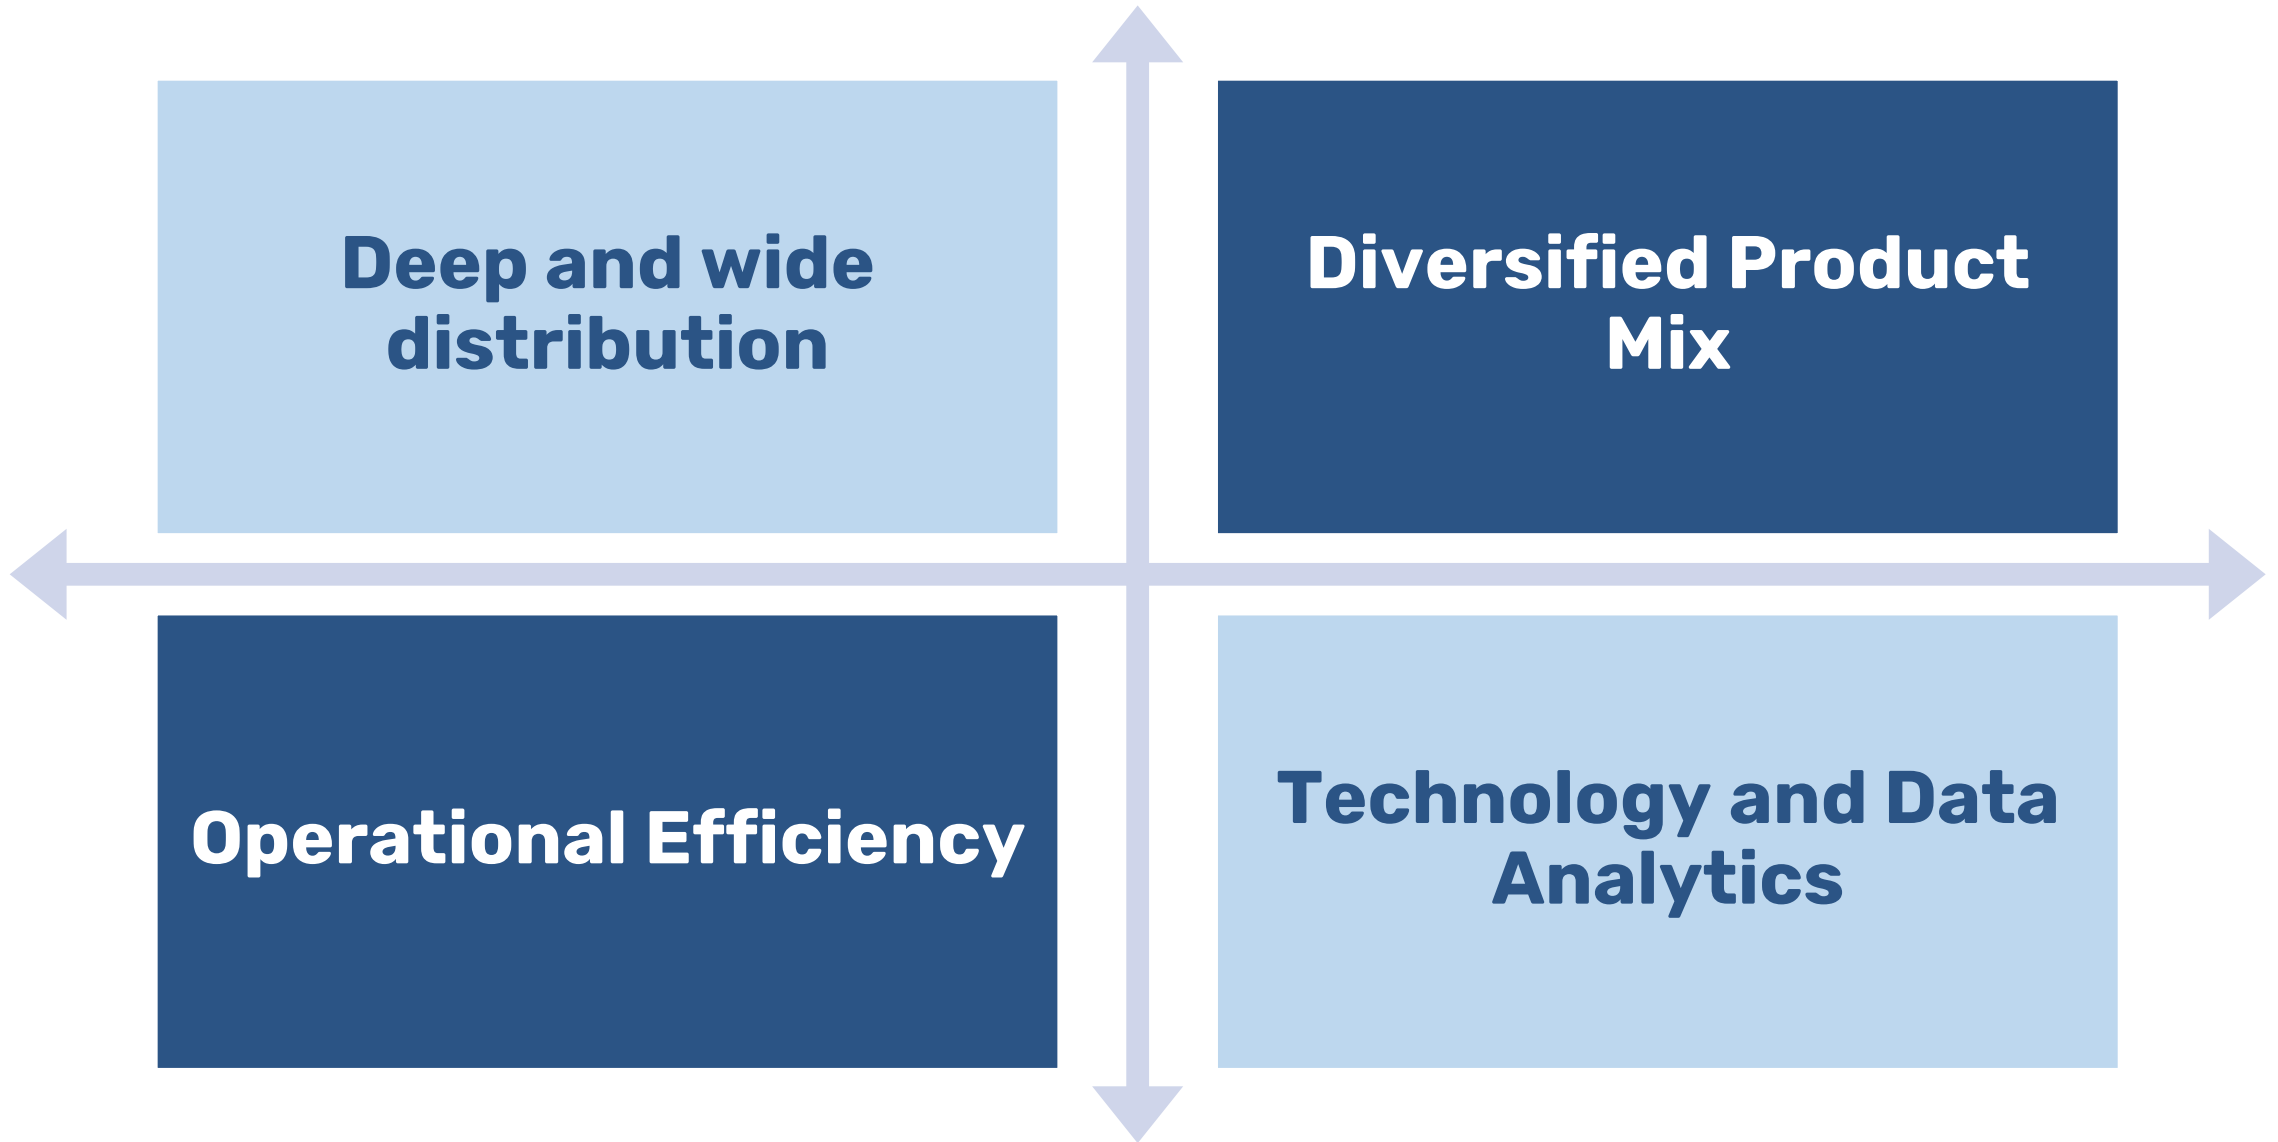 Deep and wide
distribution
Diversified Product
Mix
Operational Efficiency
Technology and Data
Analytics